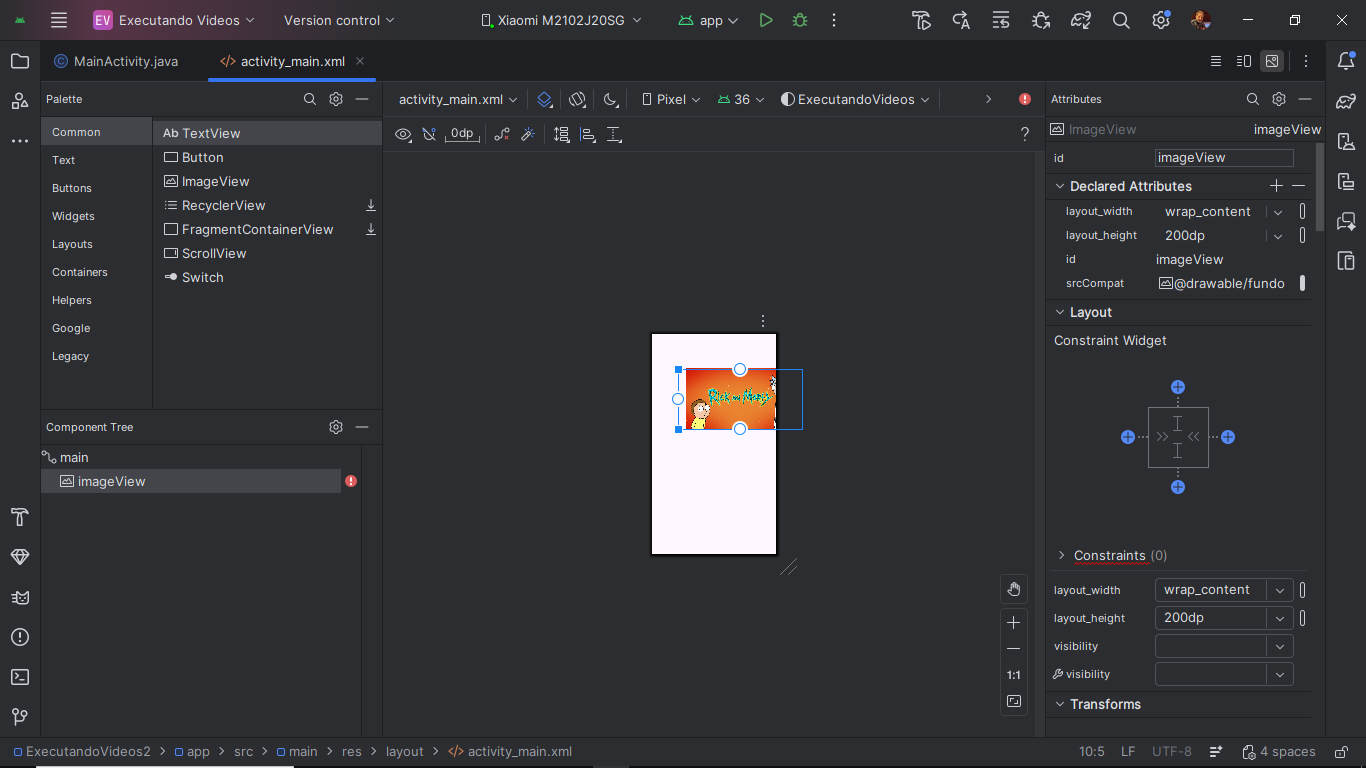 EV Executando Videos Version control Xiaomi M2102J20SG app
MainActivity.java activity_main.xml
Palette
Common
Text
Buttons
Widgets
Layouts
Containers
Helpers
Google
Legacy
Ab TextView
Button
ImageView
RecyclerView
FragmentContainerView
ScrollView
Switch
Component Tree
main
imageView
activity_main.xml Pixel 36 ExecutandoVideos
0dp ?
Rick and Morty
1:1
Attributes
ImageView imageView
id imageView
Declared Attributes
layout_width wrap_content
layout_height 200dp
id imageView
srcCompat @drawable/fundo
Layout
Constraint Widget
Constraints (0)
layout_width wrap_content
layout_height 200dp
visibility
visibility
Transforms
ExecutandoVideos2 > app > src > main > res > layout > activity_main.xml 10:5 LF UTF-8 4 spaces